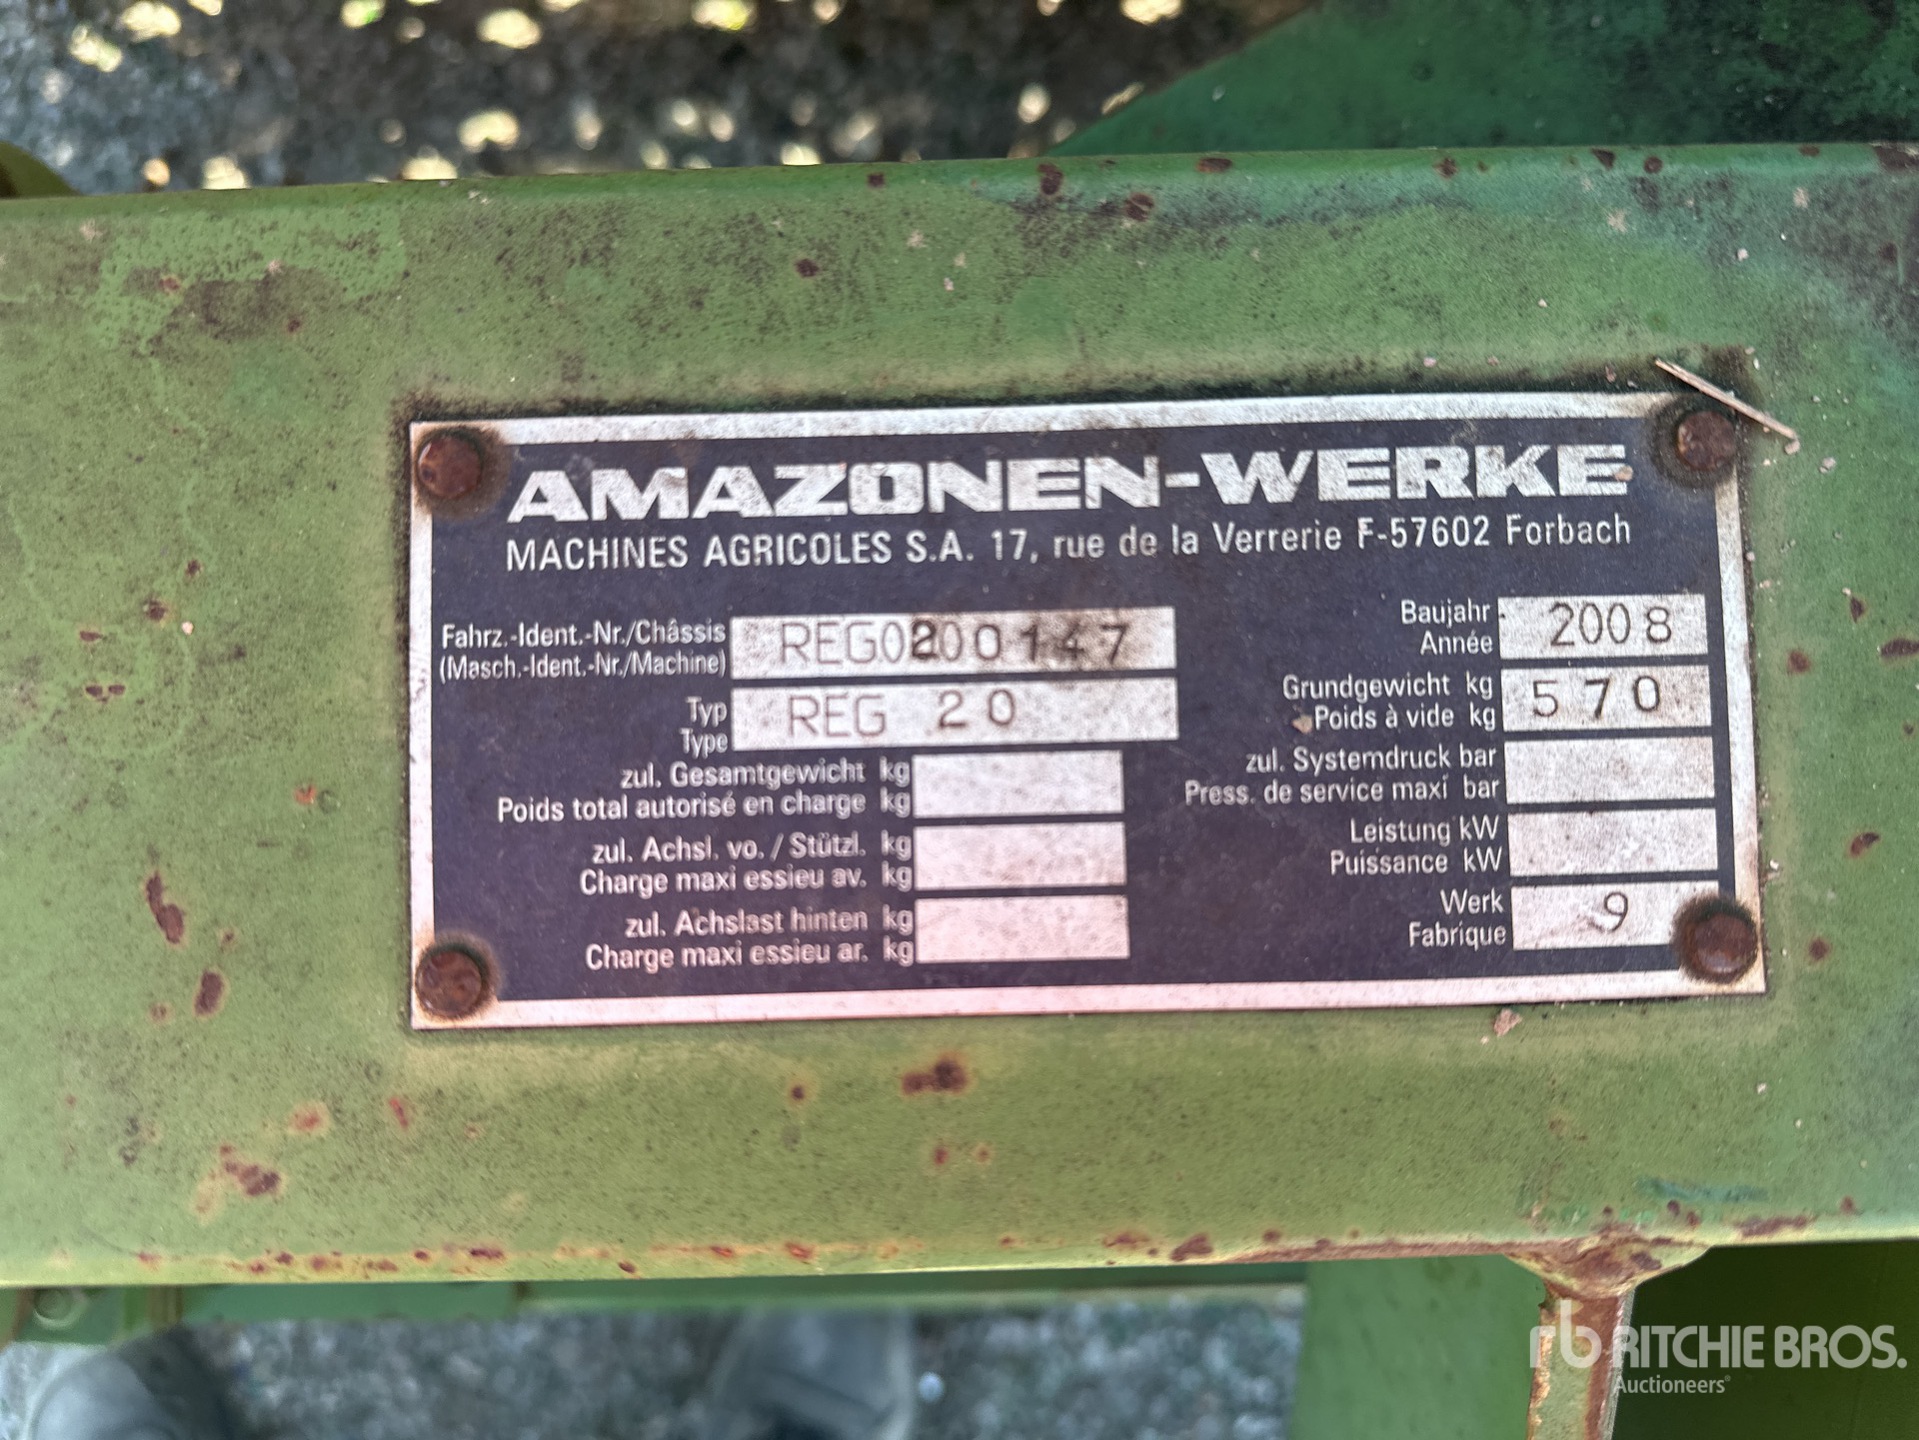 AMAZONEN-WERKE
MACHINES AGRICOLES S.A. 17, rue de la Verrerie F-57602 Forbach
Fahrz.-Ident.-Nr./Châssis
(Masch.-Ident.-Nr./Machine)
Typ REG 20
Type
zul. Gesamtgewicht kg
Poids total autorisé en charge kg
zul. Achsl. vo. / Stützl. kg
Charge maxi essieu av. kg
zul. Achslast hinten kg
Charge maxi essieu ar. kg
Baujahr 2008
Année
Grundgewicht kg 570
Poids à vide kg
zul. Systemdruck bar
Press. de service maxi bar
Leistung kW
Puissance kW
Werk 9
Fabrique
rb RITCHIE BROS.
Auctioneers®